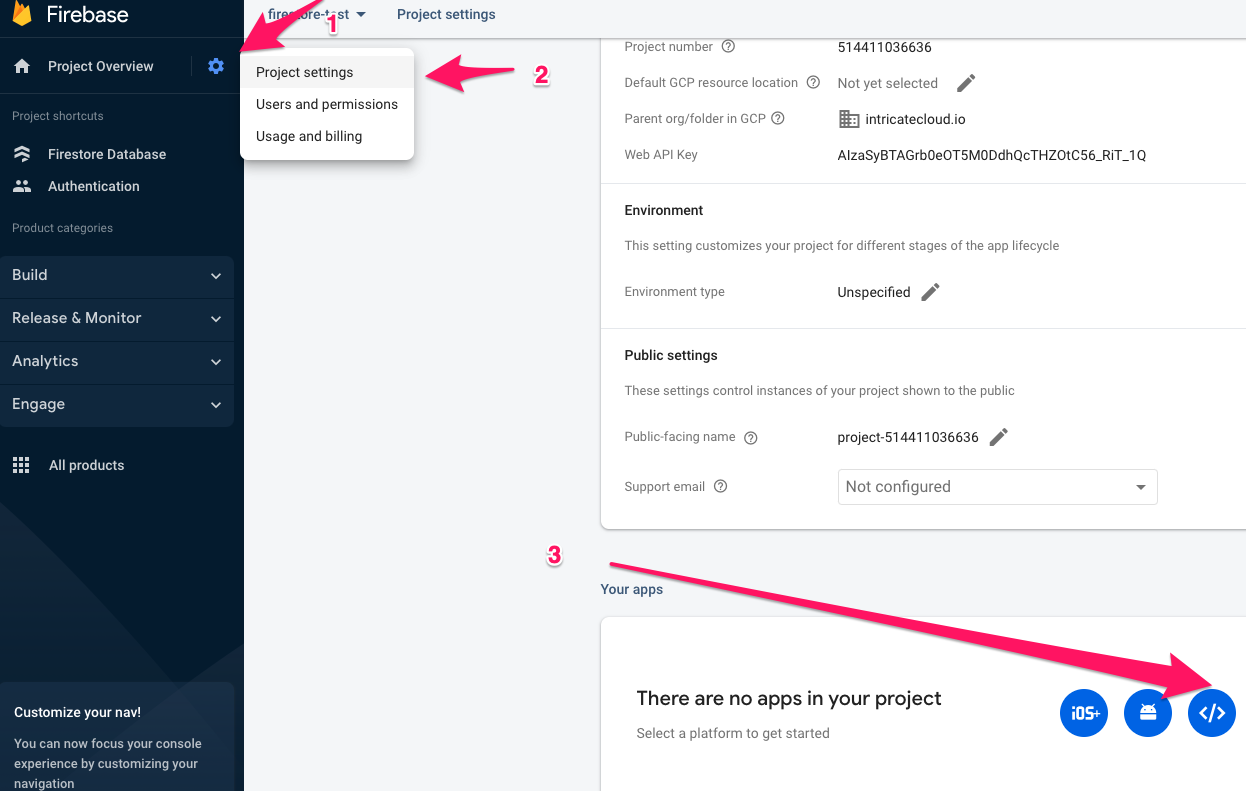 Firebase
firestore-test
Project settings
1
Project Overview
Project settings
Users and permissions
Usage and billing
2
Project shortcuts
Firestore Database
Authentication
Product categories
Build
Release & Monitor
Analytics
Engage
All products
Customize your nav!
You can now focus your console
experience by customizing your
navigation
Project number 514411036636
Default GCP resource location Not yet selected
Parent org/folder in GCP intricatecloud.io
Web API Key AIzaSyBTAGrb0eOT5M0DdhQcTHZOtC56_RiT_1Q
Environment
This setting customizes your project for different stages of the app lifecycle
Environment type Unspecified
Public settings
These settings control instances of your project shown to the public
Public-facing name project-514411036636
Support email Not configured
3
Your apps
There are no apps in your project
Select a platform to get started
iOS+